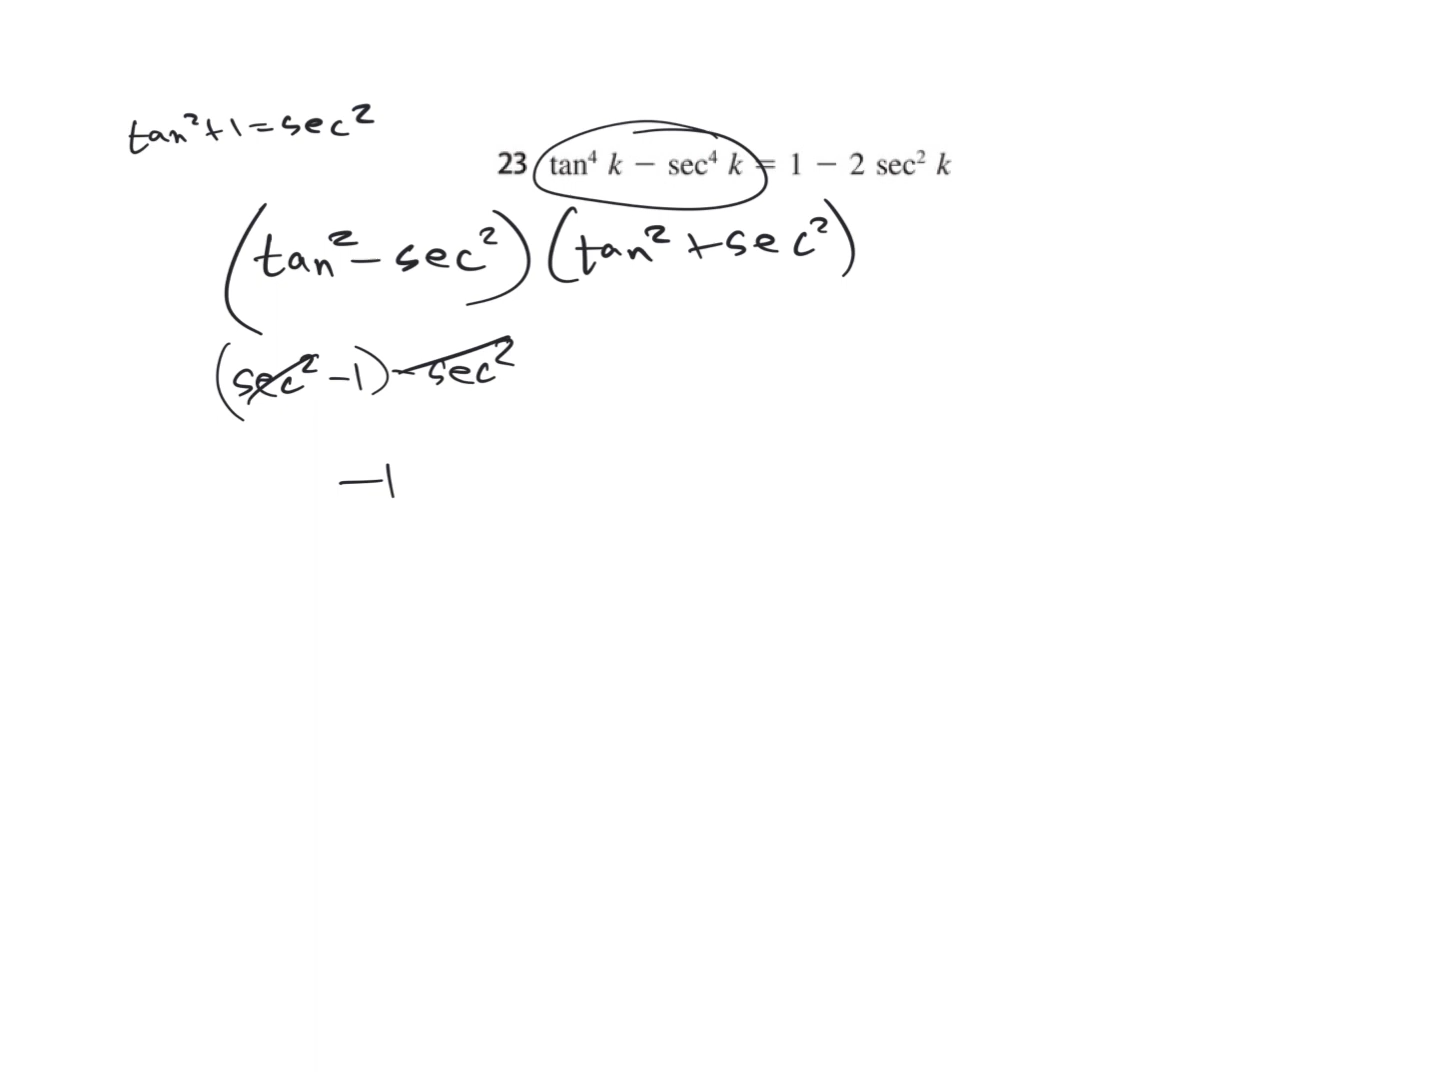 tan²+1=sec²
23 tan⁴ k − sec⁴ k = 1 − 2 sec² k
(tan²−sec²)(tan²+sec²)
(sec²−1)−sec²
−1